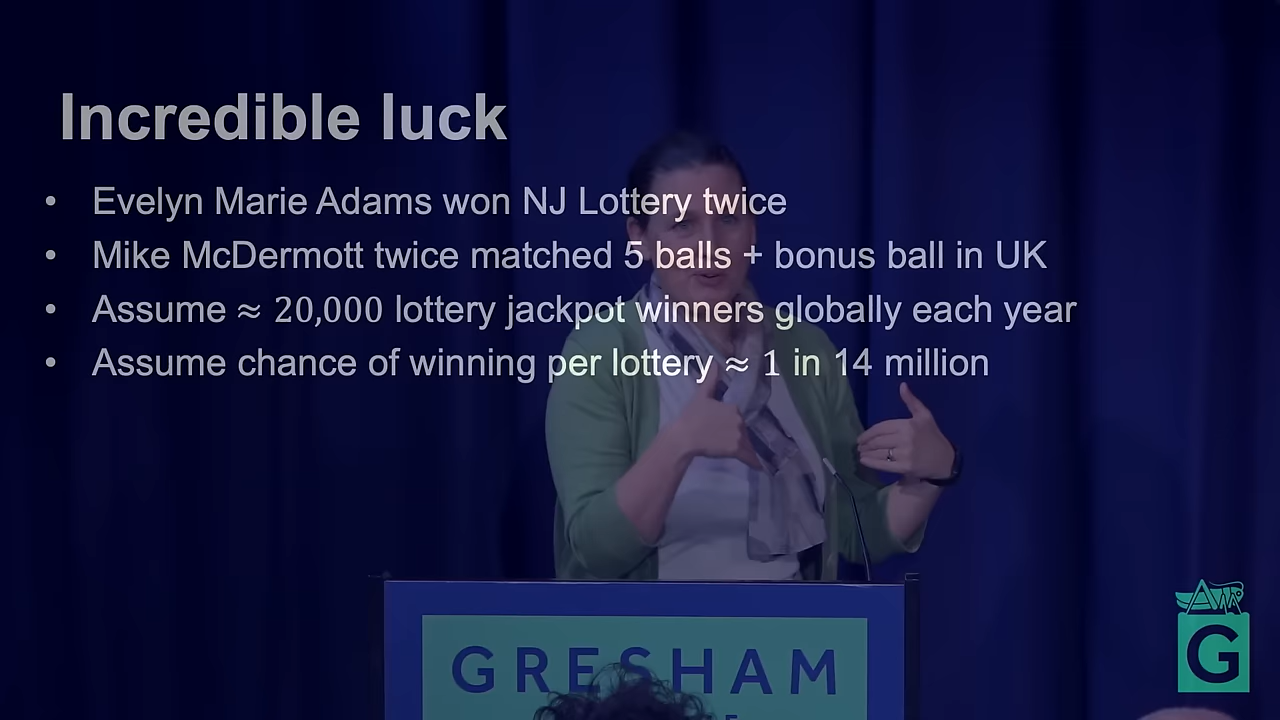 Incredible luck
• Evelyn Marie Adams won NJ Lottery twice
• Mike McDermott twice matched 5 balls + bonus ball in UK
• Assume ≈ 20,000 lottery jackpot winners globally each year
• Assume chance of winning per lottery ≈ 1 in 14 million
GRESHAM
G